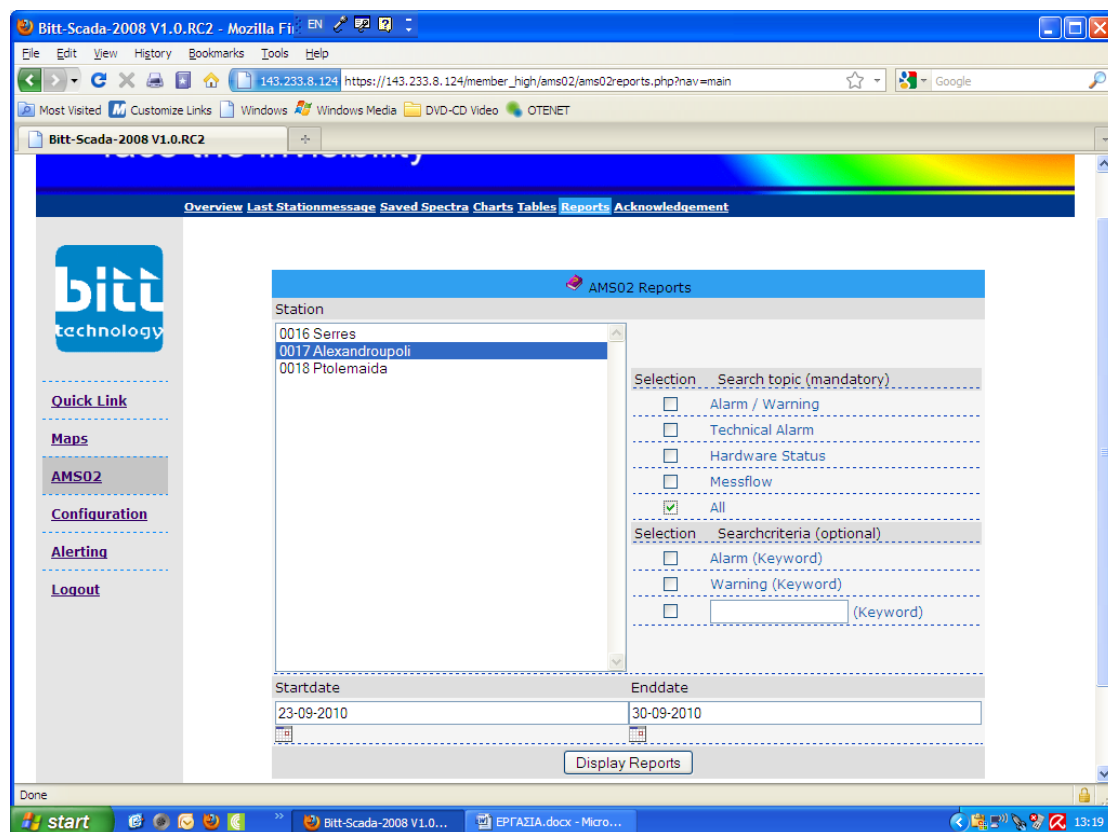 Bitt-Scada-2008 V1.0.RC2 - Mozilla Fi
EN
File Edit View History Bookmarks Tools Help
143.233.8.124 https://143.233.8.124/member_high/ams02/ams02reports.php?nav=main
Google
Most Visited Customize Links Windows Windows Media DVD-CD Video OTENET
Bitt-Scada-2008 V1.0.RC2
Overview Last Stationmessage Saved Spectra Charts Tables Reports Acknowledgement
bitt
technology
Quick Link
Maps
AMS02
Configuration
Alerting
Logout
AMS02 Reports
Station
0016 Serres
0017 Alexandroupoli
0018 Ptolemaida
Selection Search topic (mandatory)
Alarm / Warning
Technical Alarm
Hardware Status
Messflow
All
Selection Searchcriteria (optional)
Alarm (Keyword)
Warning (Keyword)
(Keyword)
Startdate Enddate
23-09-2010 30-09-2010
Display Reports
Done
start Bitt-Scada-2008 V1.0... ΕΡΓΑΣΙΑ.docx - Micro... 13:19